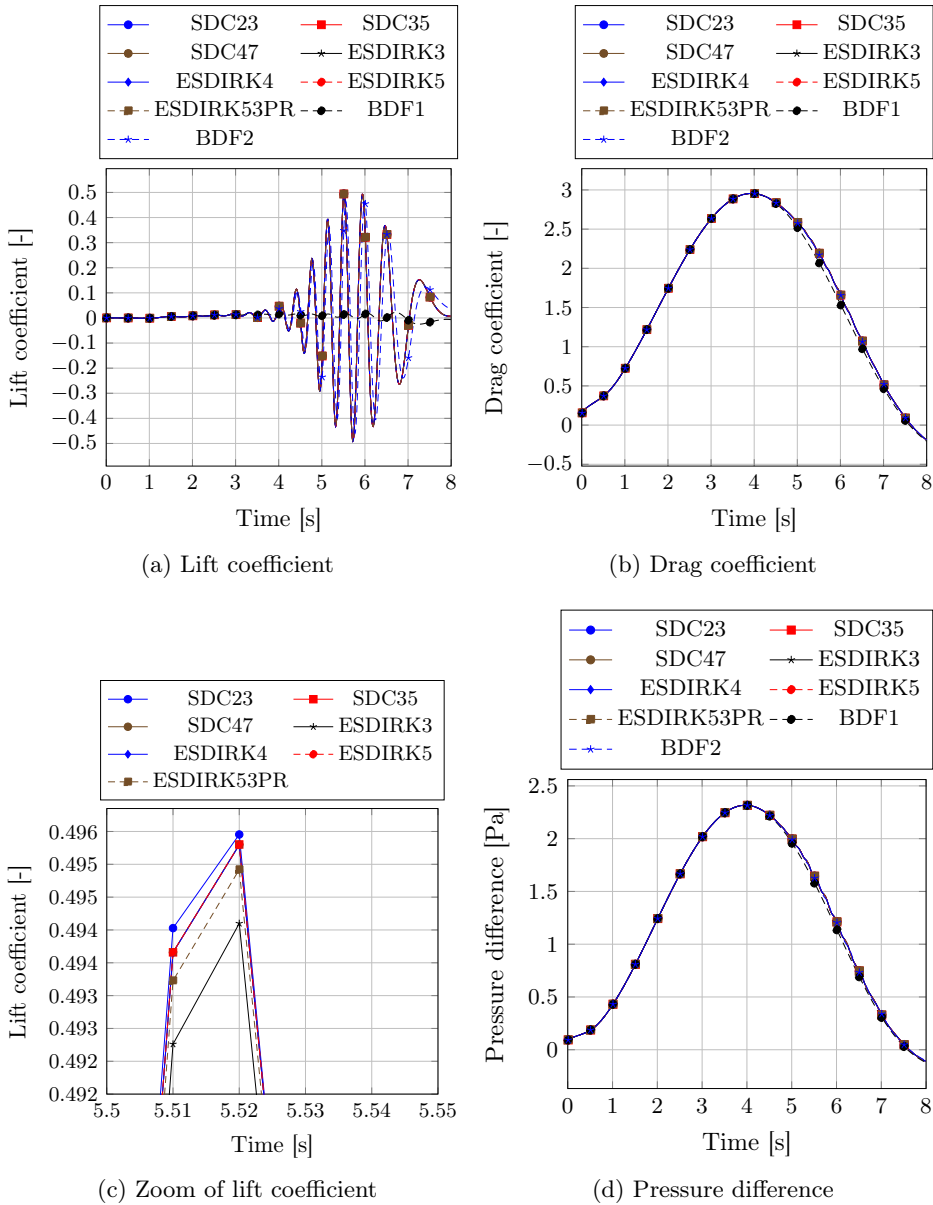 SDC23 SDC35
SDC47 ESDIRK3
ESDIRK4 ESDIRK5
ESDIRK53PR BDF1
BDF2
0.5
0.4
0.3
0.2
0.1
0
−0.1
−0.2
−0.3
−0.4
−0.5
Lift coefficient [-]
0 1 2 3 4 5 6 7 8
Time [s]
(a) Lift coefficient
SDC23 SDC35
SDC47 ESDIRK3
ESDIRK4 ESDIRK5
ESDIRK53PR BDF1
BDF2
3
2.5
2
1.5
1
0.5
0
−0.5
Drag coefficient [-]
0 1 2 3 4 5 6 7 8
Time [s]
(b) Drag coefficient
SDC23 SDC35
SDC47 ESDIRK3
ESDIRK4 ESDIRK5
ESDIRK53PR
0.496
0.495
0.495
0.494
0.494
0.493
0.493
0.492
0.492
Lift coefficient [-]
5.5 5.51 5.52 5.53 5.54 5.55
Time [s]
(c) Zoom of lift coefficient
SDC23 SDC35
SDC47 ESDIRK3
ESDIRK4 ESDIRK5
ESDIRK53PR BDF1
BDF2
2.5
2
1.5
1
0.5
0
Pressure difference [Pa]
0 1 2 3 4 5 6 7 8
Time [s]
(d) Pressure difference